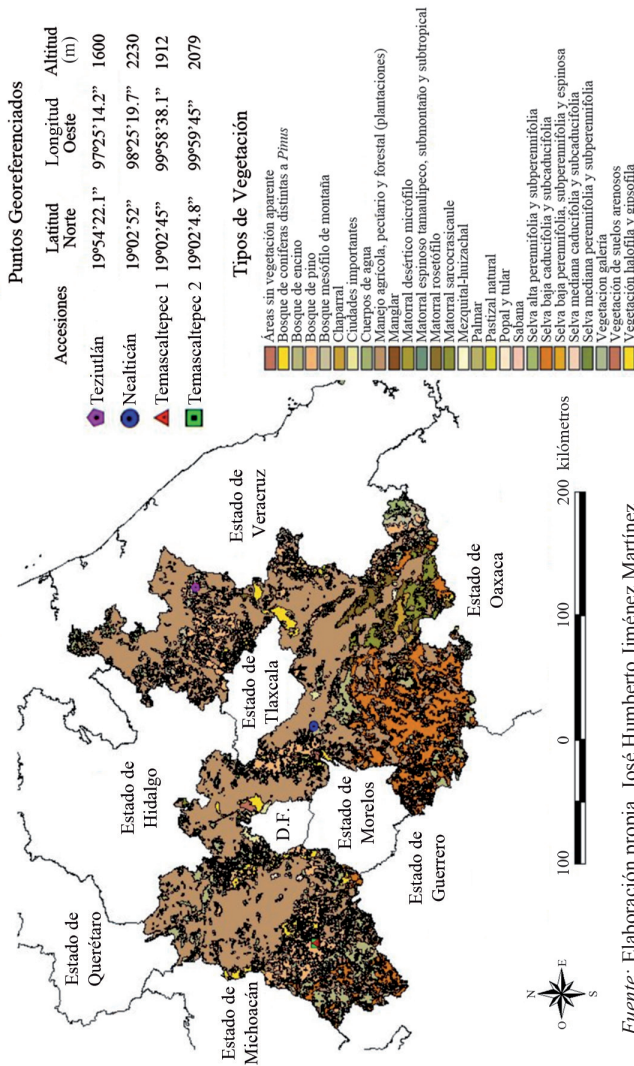 Puntos Georeferenciados
Accesiones Latitud Norte Longitud Oeste Altitud (m)
Teziutlán 19°54’22.1” 97°25’14.2” 1600
Nealticán 19°02’52” 98°25’19.7” 2230
Temascaltepec 1 19°02’45” 99°58’38.1” 1912
Temascaltepec 2 19°02’4.8” 99°59’45” 2079
Tipos de Vegetación
Áreas sin vegetación aparente
Bosque de coníferas distintas a Pinus
Bosque de encino
Bosque de pino
Bosque mesófilo de montaña
Chaparral
Ciudades importantes
Cuerpos de agua
Manejo agrícola, pecuario y forestal (plantaciones)
Manglar
Matorral desértico micrófilo
Matorral espinoso tamaulipeco, submontaño y subtropical
Matorral rosetófilo
Matorral sarcocrasicaule
Mezquital-huizachal
Palmar
Pastizal natural
Popal y tular
Sabana
Selva alta perennifolia y subperennifolia
Selva baja caducifolia y subcaducifolia
Selva baja perennifolia, subperennifolia y espinosa
Selva mediana caducifolia y subcaducifolia
Selva mediana perennifolia y subperennifolia
Vegetación galería
Vegetación de suelos arenosos
Vegetación halófila y gipsofila
Estado de
Querétaro
Estado de
Hidalgo
Estado de
Veracruz
Estado de
Tlaxcala
Estado de
Michoacán
D.F.
Estado de
Morelos
Estado de
Guerrero
Estado de
Oaxaca
N
O E
S
100 0 100 200 kilómetros
Fuente: Elaboración propia. José Humberto Jiménez Martínez